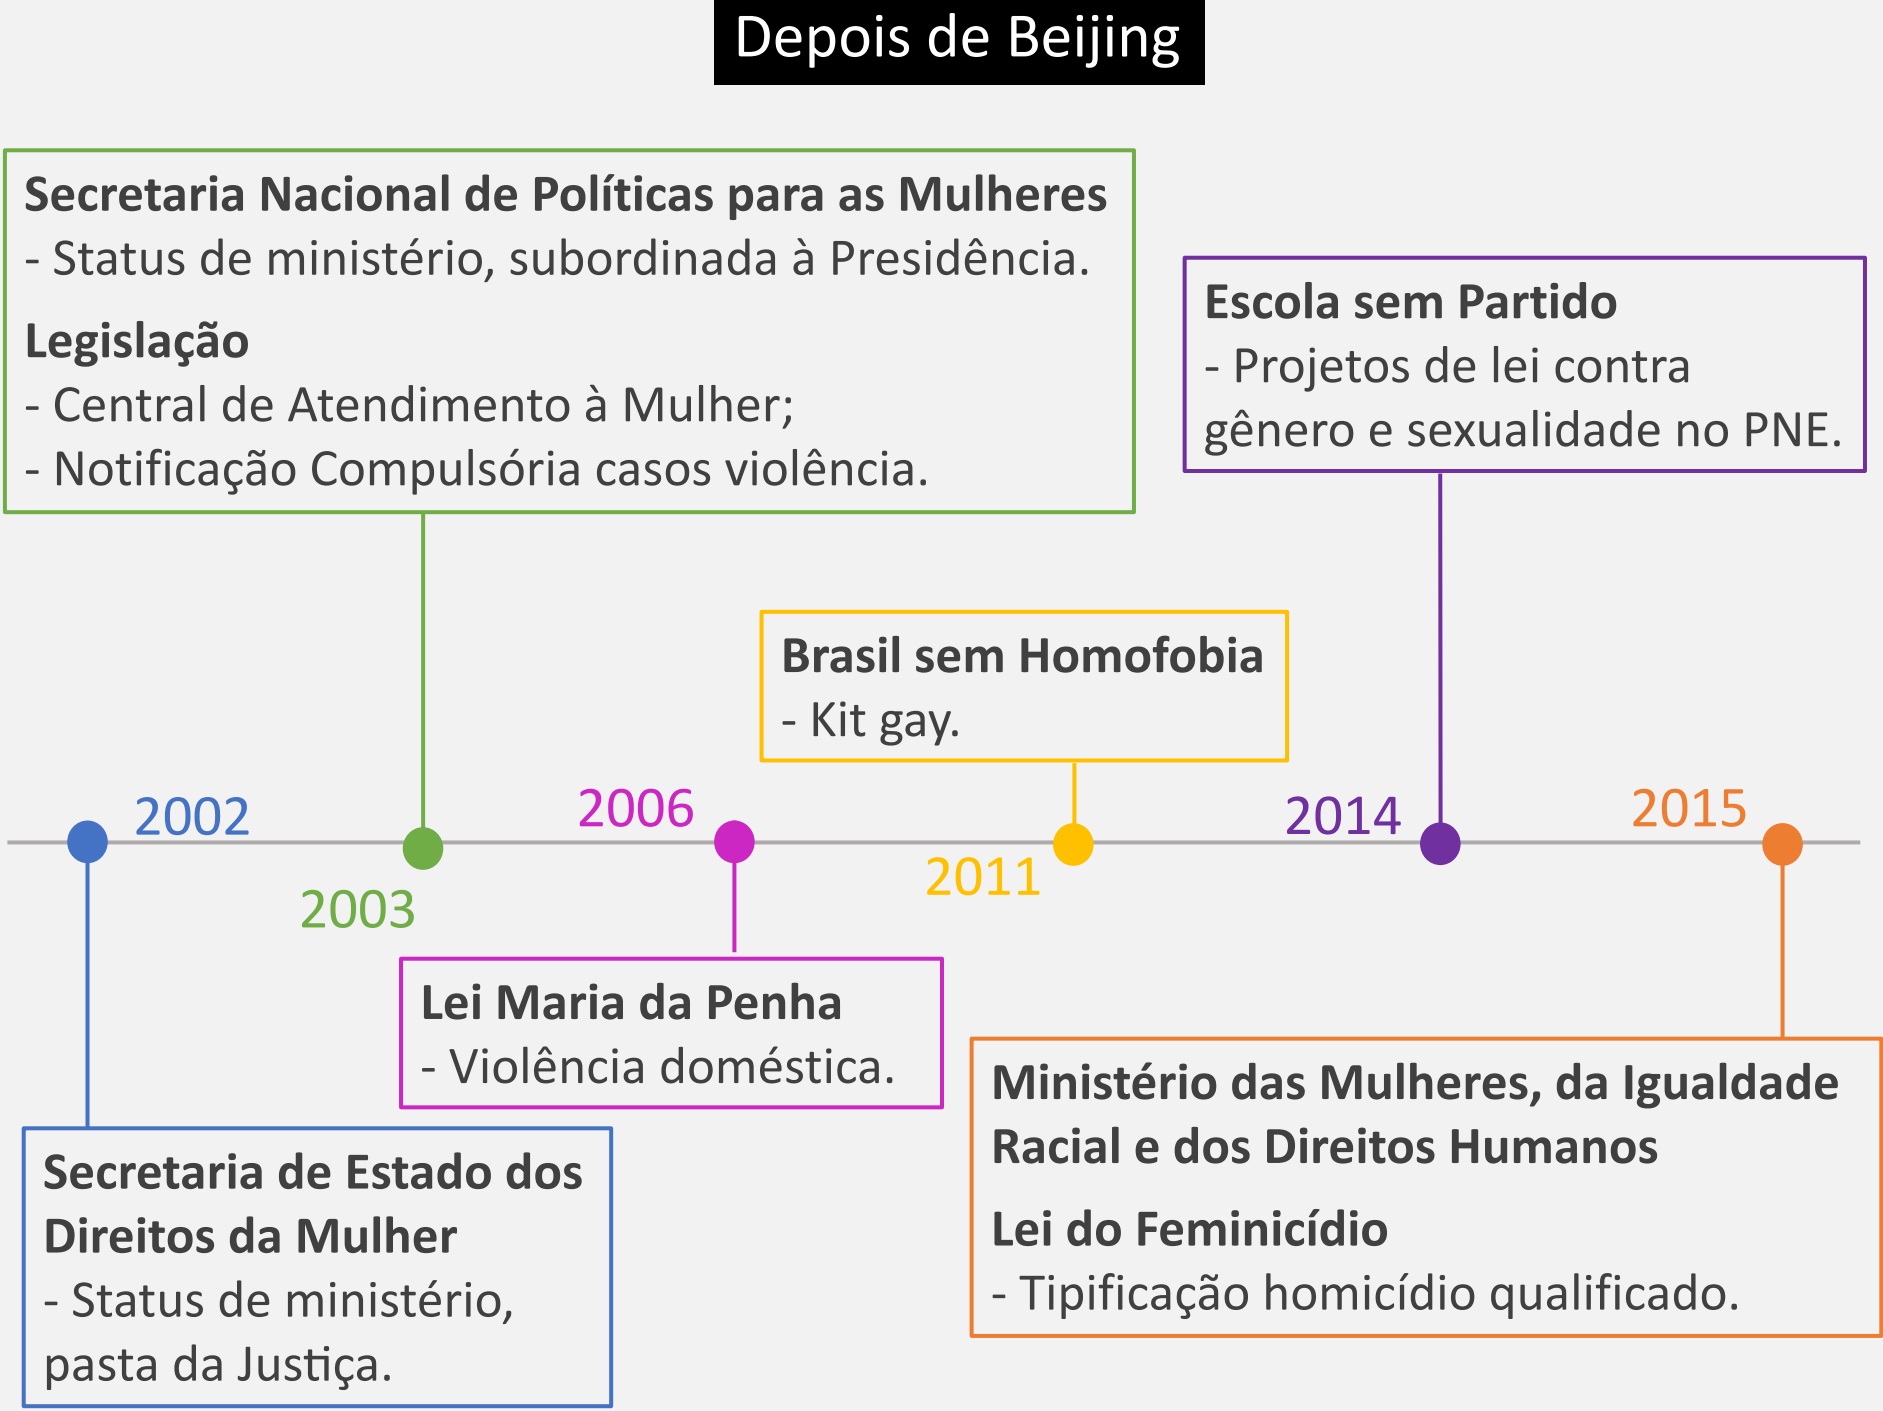 Depois de Beijing
Secretaria Nacional de Políticas para as Mulheres
- Status de ministério, subordinada à Presidência.
Legislação
- Central de Atendimento à Mulher;
- Notificação Compulsória casos violência.
Escola sem Partido
- Projetos de lei contra
gênero e sexualidade no PNE.
Brasil sem Homofobia
- Kit gay.
2002
2003
2006
2011
2014
2015
Lei Maria da Penha
- Violência doméstica.
Secretaria de Estado dos
Direitos da Mulher
- Status de ministério,
pasta da Justiça.
Ministério das Mulheres, da Igualdade
Racial e dos Direitos Humanos
Lei do Feminicídio
- Tipificação homicídio qualificado.